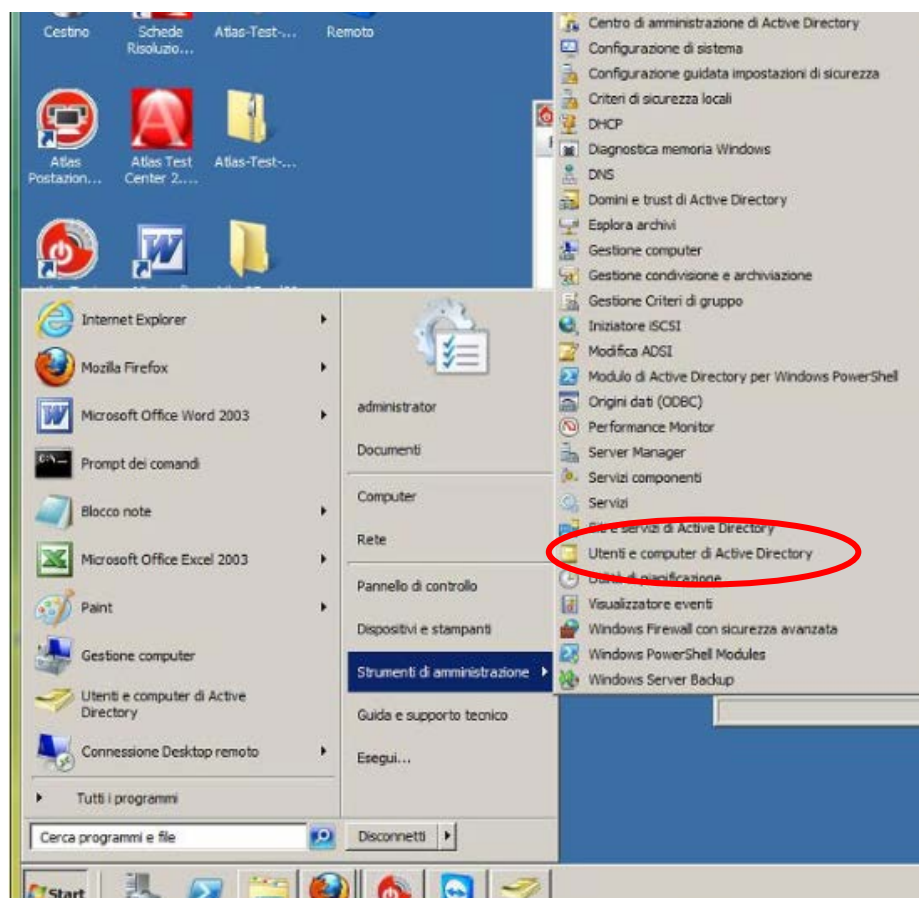 Cestino
Schede
Risoluzio...
Atlas-Test-...
Remoto
Atlas
Postazion...
Atlas Test
Center 2....
Atlas-Test-...
Internet Explorer
Mozilla Firefox
Microsoft Office Word 2003
Prompt dei comandi
Blocco note
Microsoft Office Excel 2003
Paint
Gestione computer
Utenti e computer di Active
Directory
Connessione Desktop remoto
Tutti i programmi
Cerca programmi e file
administrator
Documenti
Computer
Rete
Pannello di controllo
Dispositivi e stampanti
Strumenti di amministrazione
Guida e supporto tecnico
Esegui...
Disconnetti
Centro di amministrazione di Active Directory
Configurazione di sistema
Configurazione guidata impostazioni di sicurezza
Criteri di sicurezza locali
DHCP
Diagnostica memoria Windows
DNS
Domini e trust di Active Directory
Esplora archivi
Gestione computer
Gestione condivisione e archiviazione
Gestione Criteri di gruppo
Iniziatore iSCSI
Modifica ADSI
Modulo di Active Directory per Windows PowerShell
Origini dati (ODBC)
Performance Monitor
Server Manager
Servizi componenti
Servizi
e servizi di Active Directory
Utenti e computer di Active Directory
Utilità di pianificazione
Visualizzatore eventi
Windows Firewall con sicurezza avanzata
Windows PowerShell Modules
Windows Server Backup
Start